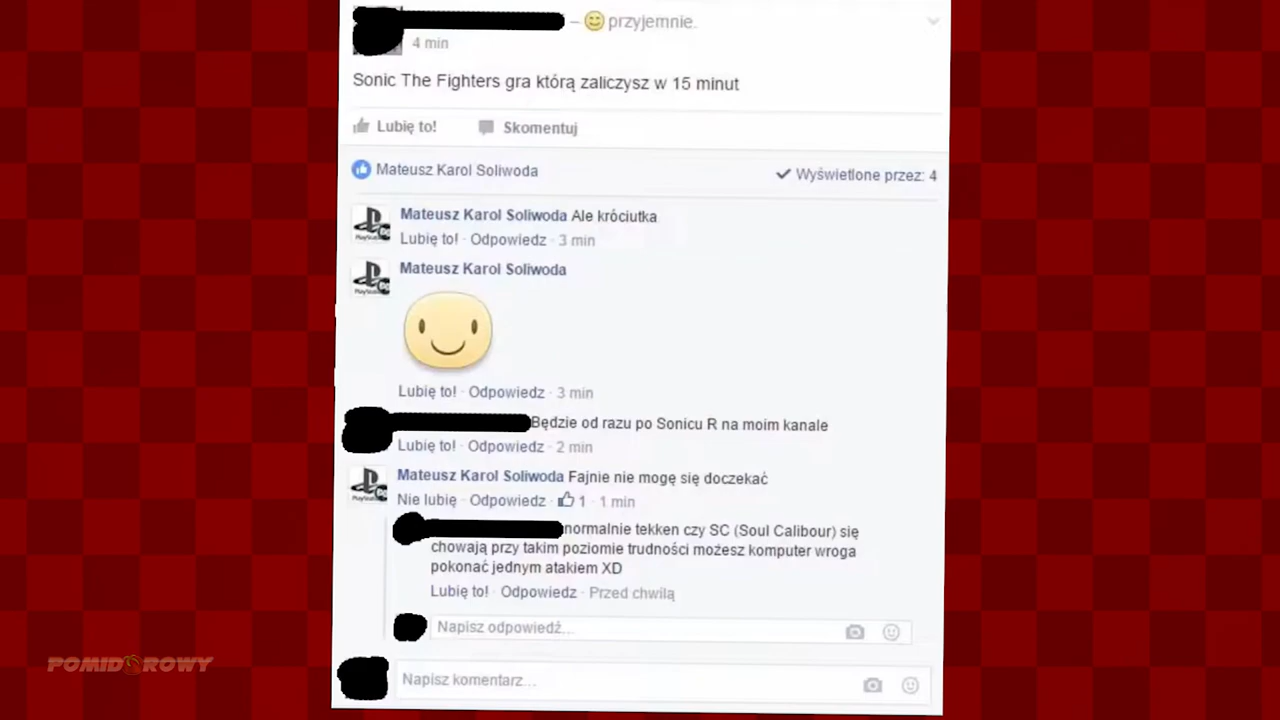 – przyjemnie.
4 min
Sonic The Fighters gra którą zaliczysz w 15 minut
Lubię to! Skomentuj
Mateusz Karol Soliwoda Wyświetlone przez: 4
Mateusz Karol Soliwoda Ale króciutka
Lubię to! · Odpowiedz · 3 min
Mateusz Karol Soliwoda
Lubię to! · Odpowiedz · 3 min
Będzie od razu po Sonicu R na moim kanale
Lubię to! · Odpowiedz · 2 min
Mateusz Karol Soliwoda Fajnie nie mogę się doczekać
Nie lubię · Odpowiedz · 1 · 1 min
normalnie tekken czy SC (Soul Calibour) się
chowają przy takim poziomie trudności możesz komputer wroga
pokonać jednym atakiem XD
Lubię to! · Odpowiedz · Przed chwilą
Napisz odpowiedź...
Napisz komentarz...
POMIDOROWY